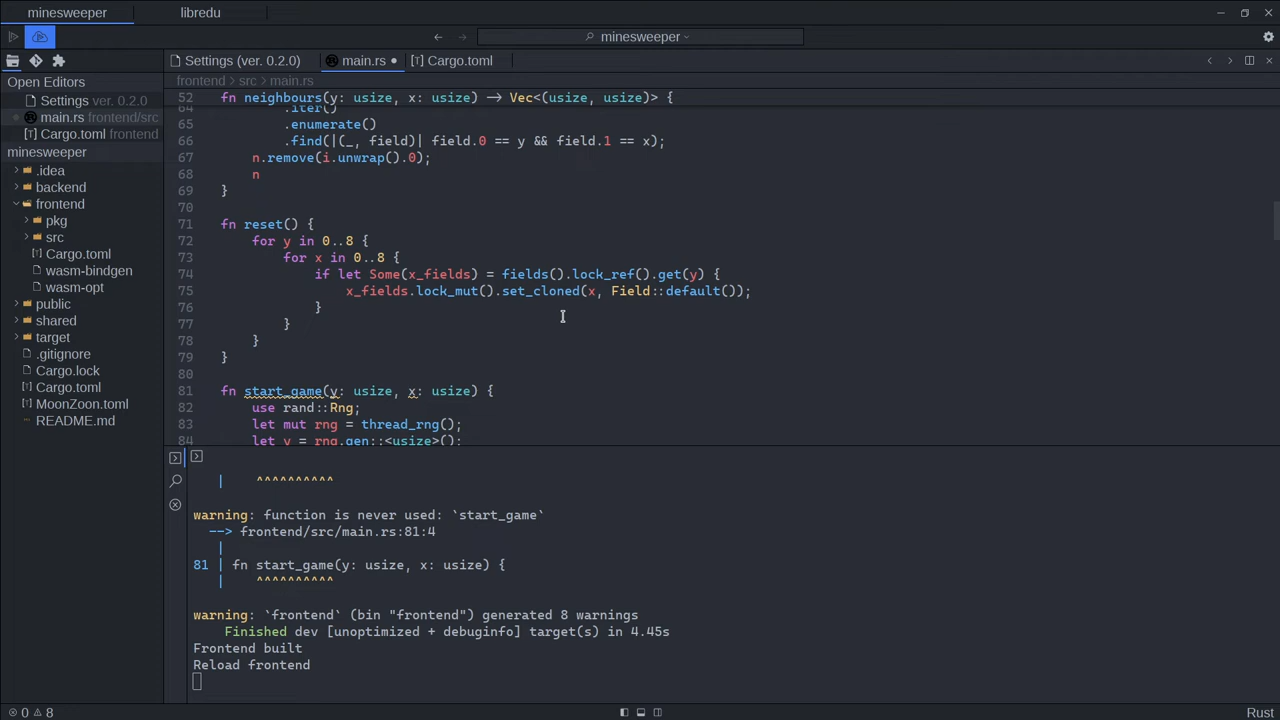 minesweeper libredu
minesweeper
Settings (ver. 0.2.0) main.rs Cargo.toml
Open Editors
Settings ver. 0.2.0
main.rs frontend/src
Cargo.toml frontend
minesweeper
.idea
backend
frontend
pkg
src
Cargo.toml
wasm-bindgen
wasm-opt
public
shared
target
.gitignore
Cargo.lock
Cargo.toml
MoonZoon.toml
README.md
frontend > src > main.rs
52 fn neighbours(y: usize, x: usize) -> Vec<(usize, usize)> {
64 .iter()
65 .enumerate()
66 .find(|(_, field)| field.0 == y && field.1 == x);
67 n.remove(i.unwrap().0);
68 n
69 }
70
71 fn reset() {
72 for y in 0..8 {
73 for x in 0..8 {
74 if let Some(x_fields) = fields().lock_ref().get(y) {
75 x_fields.lock_mut().set_cloned(x, Field::default());
76 }
77 }
78 }
79 }
80
81 fn start_game(y: usize, x: usize) {
82 use rand::Rng;
83 let mut rng = thread_rng();
84 let y = rng.gen::<usize>();
| ^^^^^^^^^^
warning: function is never used: `start_game`
--> frontend/src/main.rs:81:4
|
81 | fn start_game(y: usize, x: usize) {
| ^^^^^^^^^^
warning: `frontend` (bin "frontend") generated 8 warnings
Finished dev [unoptimized + debuginfo] target(s) in 4.45s
Frontend built
Reload frontend
0 8 Rust